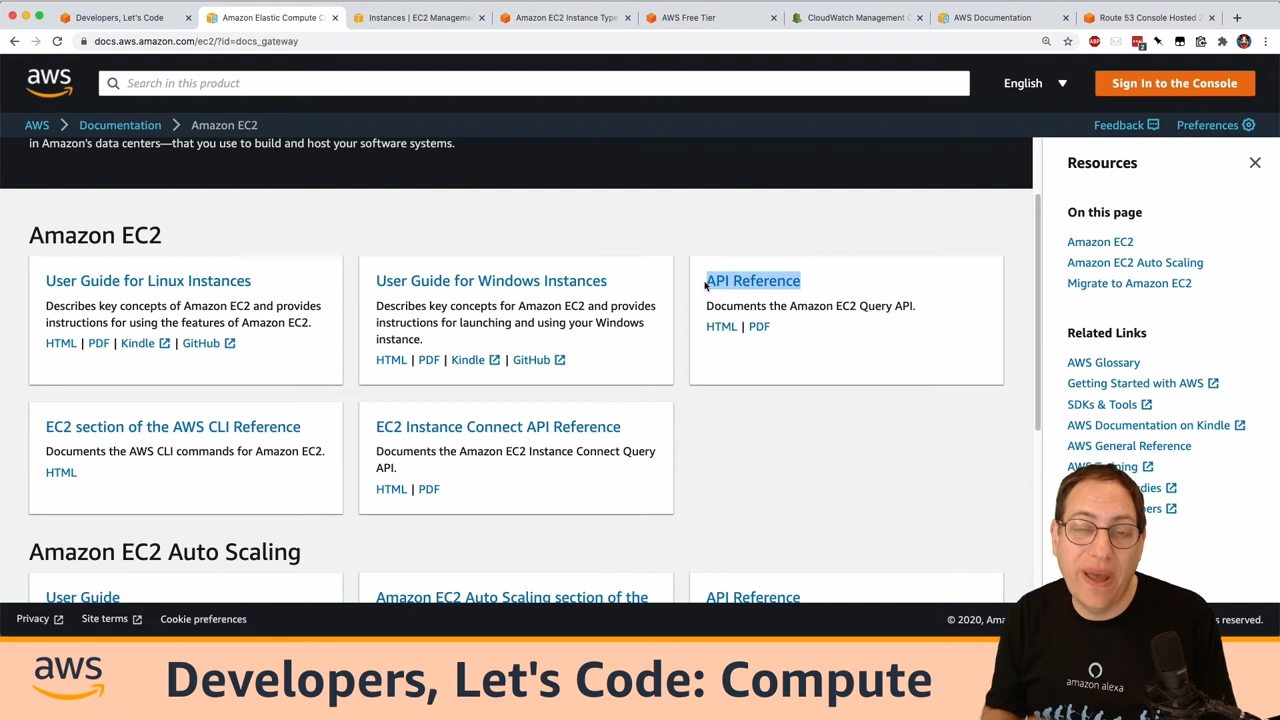 Developers, Let's Code
Amazon Elastic Compute C
Instances | EC2 Manageme
Amazon EC2 Instance Type
AWS Free Tier
CloudWatch Management C
AWS Documentation
Route 53 Console Hosted
docs.aws.amazon.com/ec2/?id=docs_gateway
ABP
2
aws
Search in this product
English
Sign In to the Console
AWS > Documentation > Amazon EC2
Feedback
Preferences
in Amazon's data centers—that you use to build and host your software systems.
Amazon EC2
User Guide for Linux Instances
Describes key concepts of Amazon EC2 and provides
instructions for using the features of Amazon EC2.
HTML | PDF | Kindle | GitHub
User Guide for Windows Instances
Describes key concepts for Amazon EC2 and provides
instructions for launching and using your Windows
instance.
HTML | PDF | Kindle | GitHub
API Reference
Documents the Amazon EC2 Query API.
HTML | PDF
EC2 section of the AWS CLI Reference
Documents the AWS CLI commands for Amazon EC2.
HTML
EC2 Instance Connect API Reference
Documents the Amazon EC2 Instance Connect Query
API.
HTML | PDF
Amazon EC2 Auto Scaling
User Guide
Amazon EC2 Auto Scaling section of the
API Reference
Resources
On this page
Amazon EC2
Amazon EC2 Auto Scaling
Migrate to Amazon EC2
Related Links
AWS Glossary
Getting Started with AWS
SDKs & Tools
AWS Documentation on Kindle
AWS General Reference
Privacy
Site terms
Cookie preferences
© 2020, Ama
s reserved.
aws
Developers, Let's Code: Compute
amazon alexa